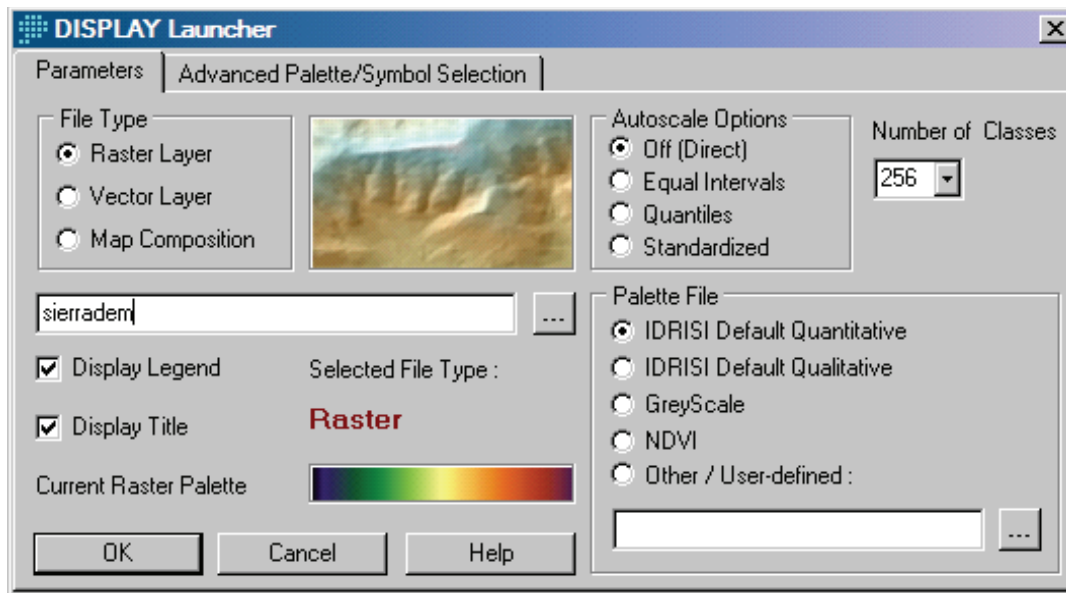 DISPLAY Launcher
Parameters
Advanced Palette/Symbol Selection
File Type
Raster Layer
Vector Layer
Map Composition
Autoscale Options
Off (Direct)
Equal Intervals
Quantiles
Standardized
Number of Classes
256
sierradem
...
Display Legend
Display Title
Selected File Type :
Raster
Current Raster Palette
Palette File
IDRISI Default Quantitative
IDRISI Default Qualitative
GreyScale
NDVI
Other / User-defined :
...
OK
Cancel
Help